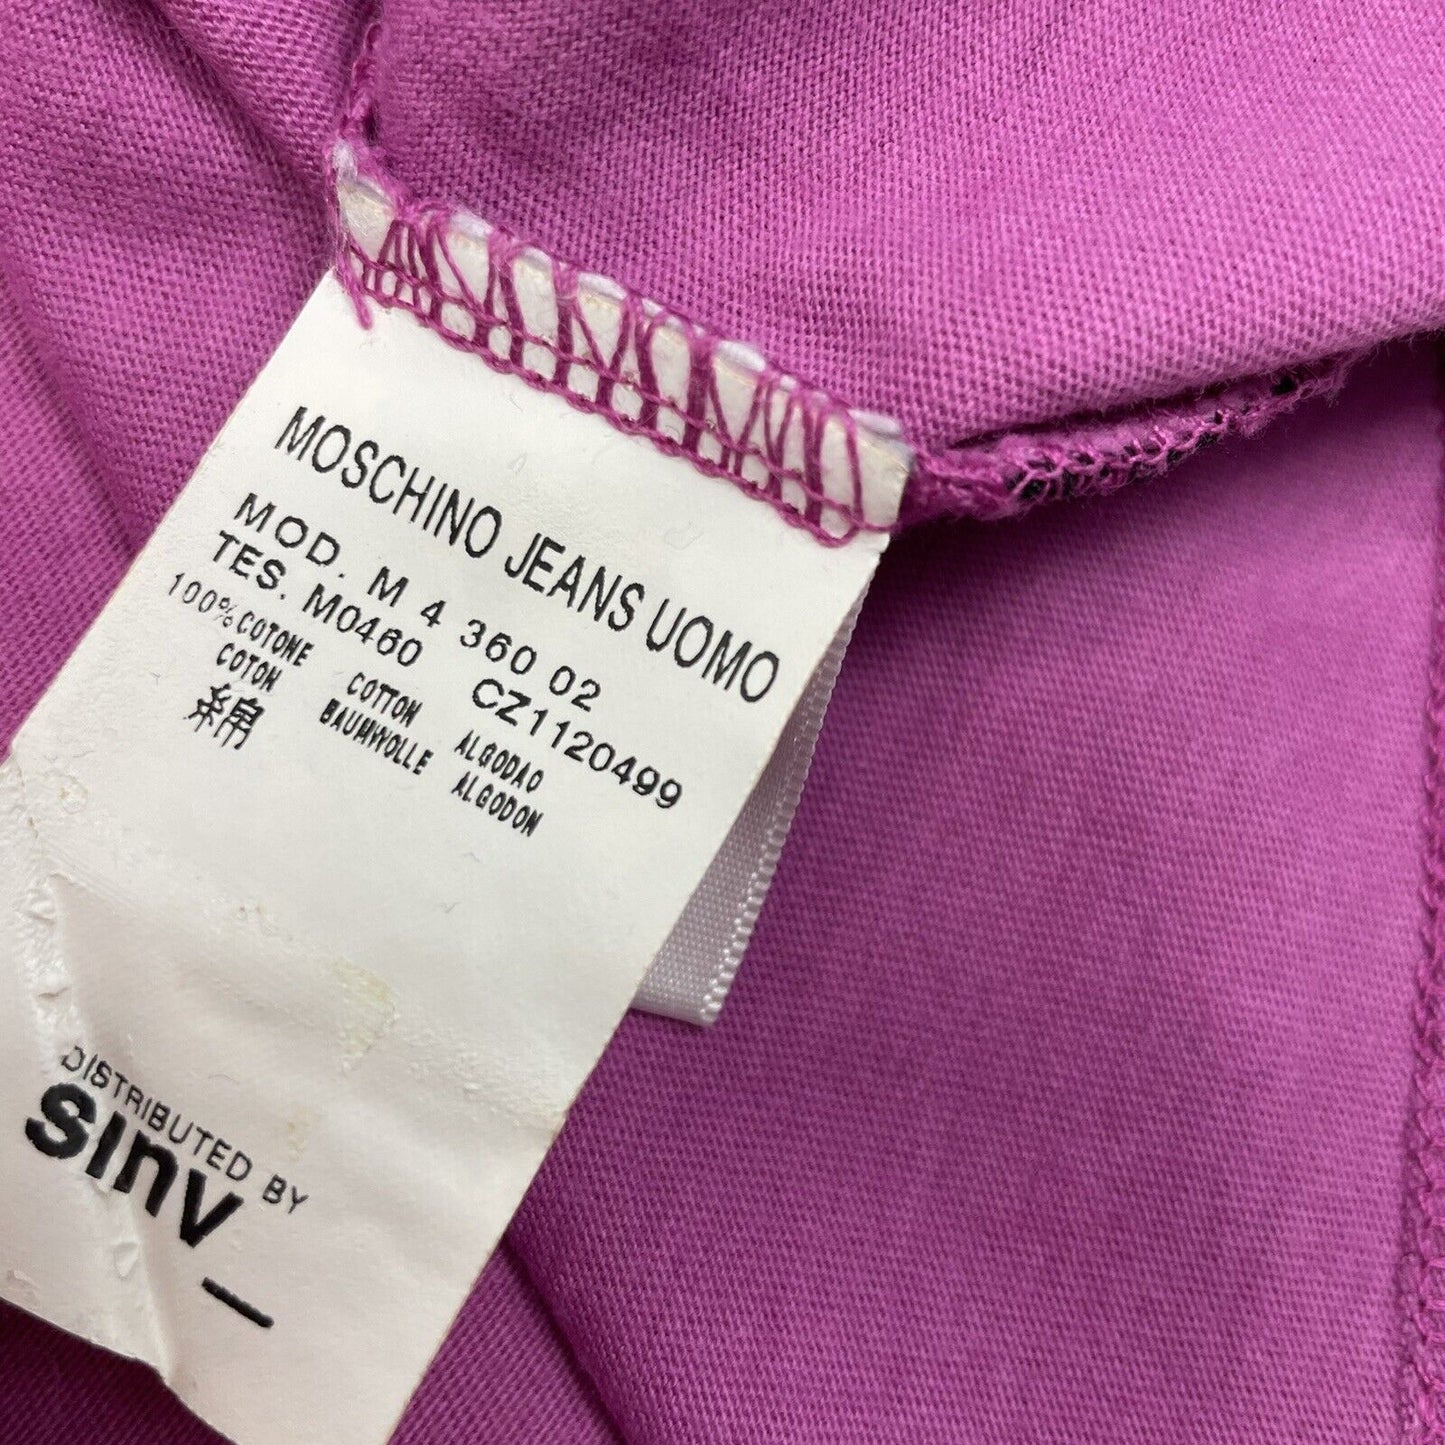 MOSCHINO JEANS UOMO
MOD. M 4 360 02
TES. M0460 CZ1120499
100% COTONE COTTON ALGODAO
COTON BAUMWOLLE ALGODON
綿
DISTRIBUTED BY
sinv